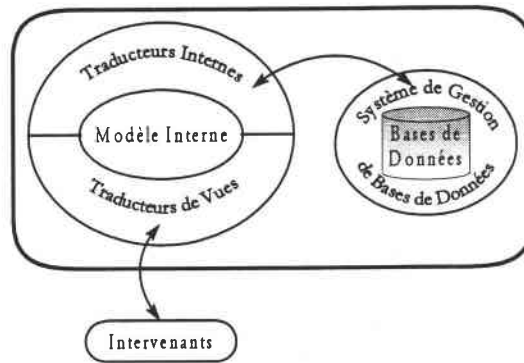 Traducteurs Internes
Modèle Interne
Traducteurs de Vues
Système de Gestion
Bases de
Données
de Bases de Données
Intervenants